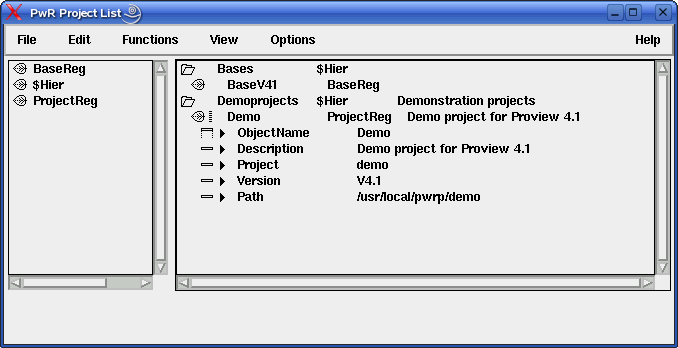 PwR Project List
File Edit Functions View Options Help
BaseReg
$Hier
ProjectReg
Bases $Hier
BaseV41 BaseReg
Demoprojects $Hier Demonstration projects
Demo ProjectReg Demo project for Proview 4.1
ObjectName Demo
Description Demo project for Proview 4.1
Project demo
Version V4.1
Path /usr/local/pwrp/demo